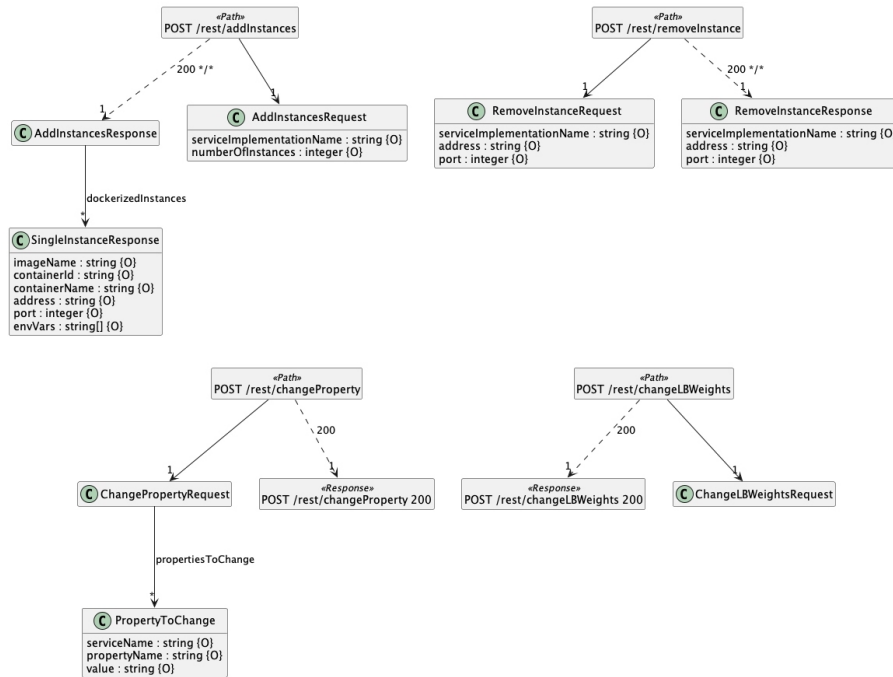 «Path»
POST /rest/addInstances
200 */*
1
1
C AddInstancesResponse
C AddInstancesRequest
serviceImplementationName : string {O}
numberOfInstances : integer {O}
dockerizedInstances
*
C SingleInstanceResponse
imageName : string {O}
containerId : string {O}
containerName : string {O}
address : string {O}
port : integer {O}
envVars : string[] {O}
«Path»
POST /rest/removeInstance
200 */*
1
1
C RemoveInstanceRequest
serviceImplementationName : string {O}
address : string {O}
port : integer {O}
C RemoveInstanceResponse
serviceImplementationName : string {O
address : string {O}
port : integer {O}
«Path»
POST /rest/changeProperty
200
1
1
C ChangePropertyRequest
«Response»
POST /rest/changeProperty 200
propertiesToChange
*
C PropertyToChange
serviceName : string {O}
propertyName : string {O}
value : string {O}
«Path»
POST /rest/changeLBWeights
200
1
1
«Response»
POST /rest/changeLBWeights 200
C ChangeLBWeightsRequest